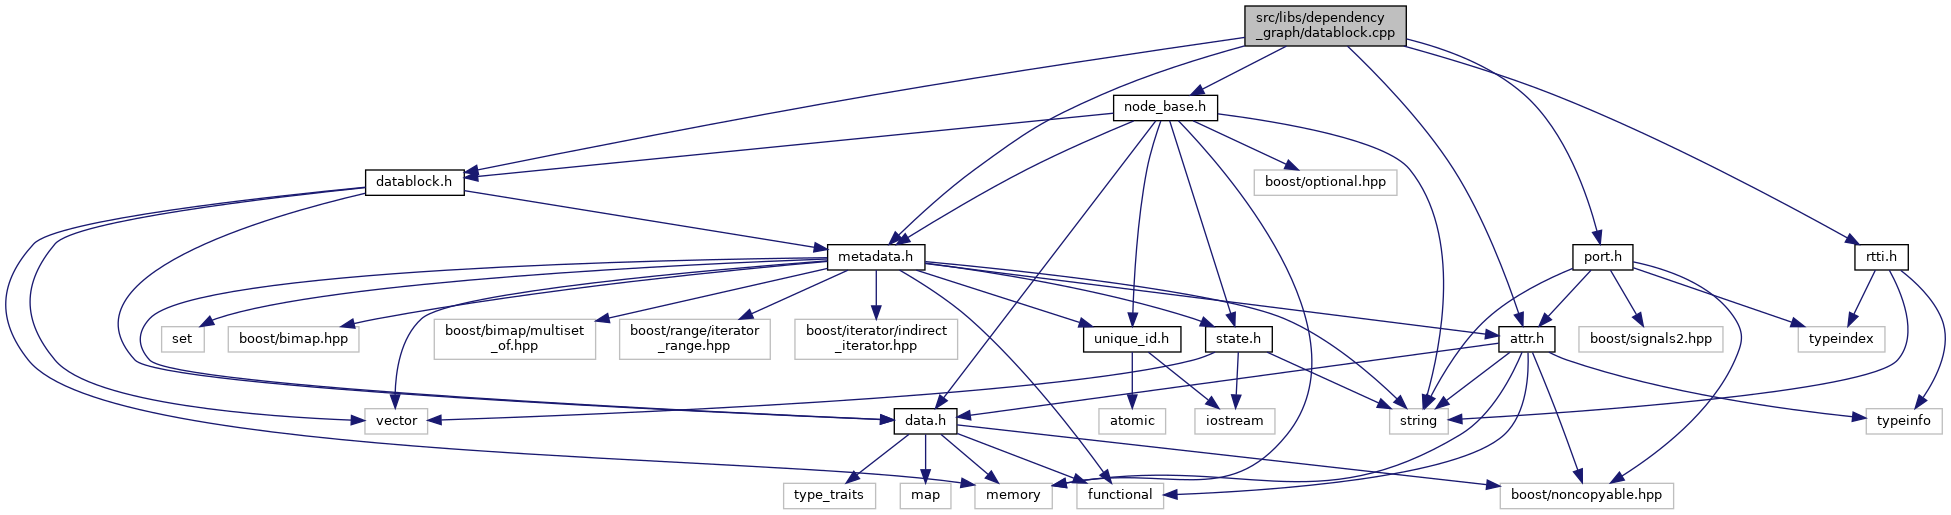 src/libs/dependency
_graph/datablock.cpp
node_base.h
datablock.h
boost/optional.hpp
metadata.h
port.h
rtti.h
set
boost/bimap.hpp
boost/bimap/multiset
_of.hpp
boost/range/iterator
_range.hpp
boost/iterator/indirect
_iterator.hpp
unique_id.h
state.h
attr.h
boost/signals2.hpp
typeindex
vector
data.h
atomic
iostream
string
typeinfo
type_traits
map
memory
functional
boost/noncopyable.hpp